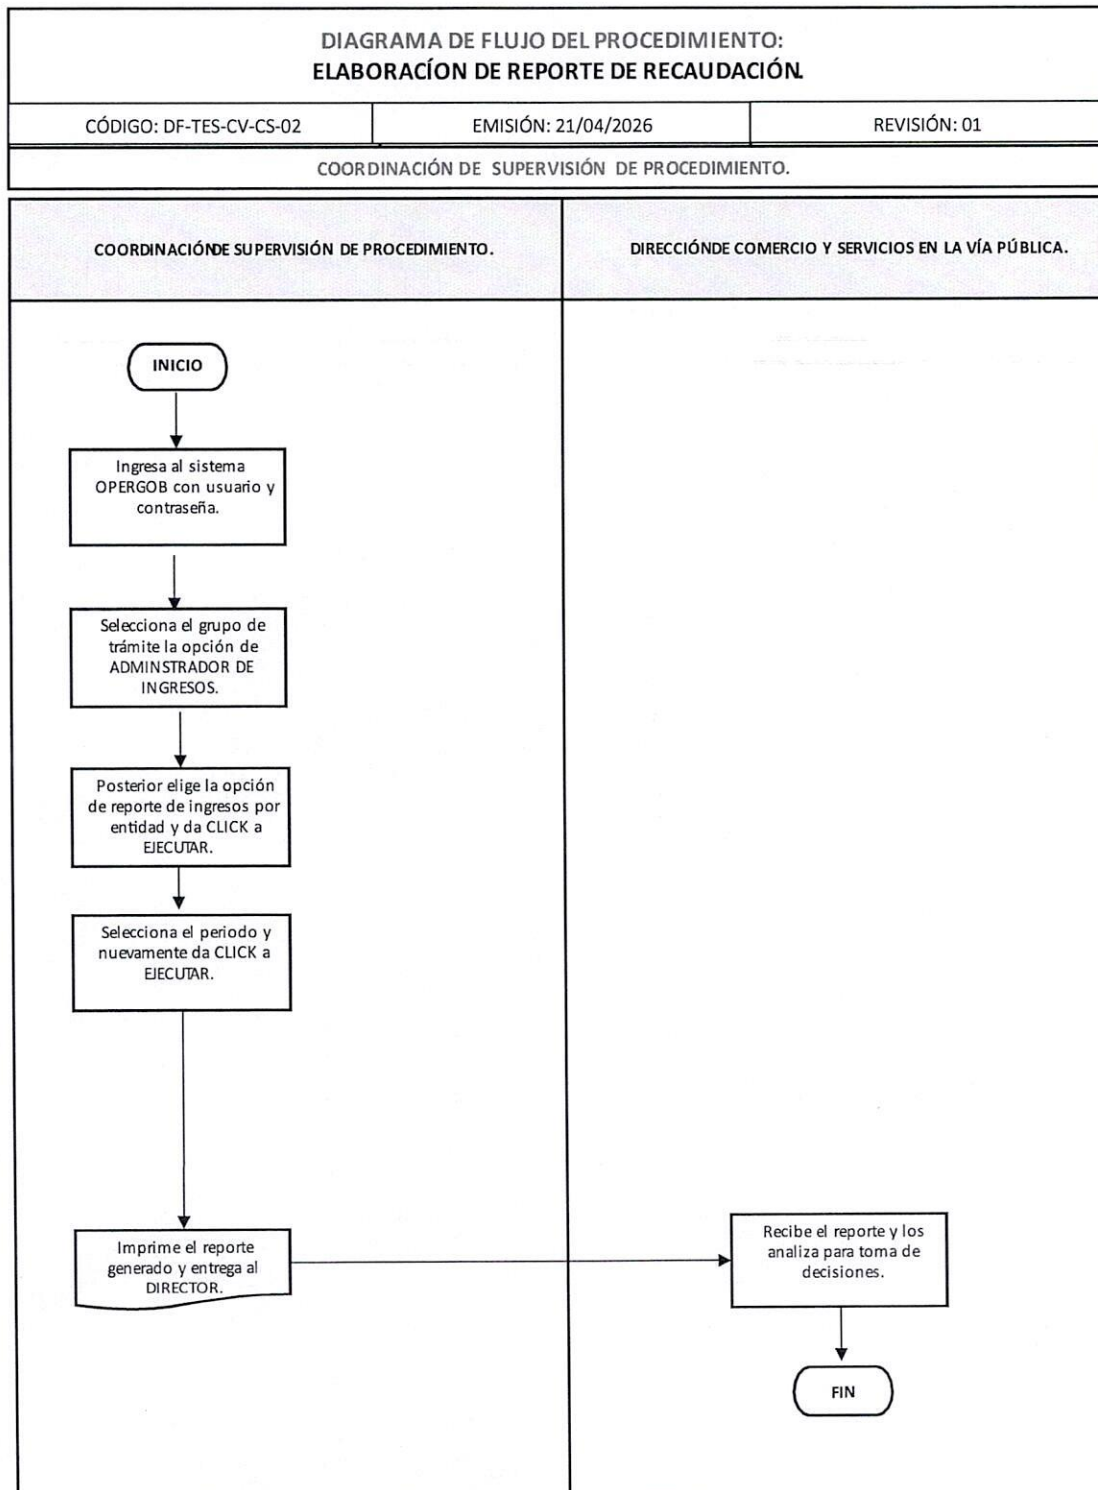 DIAGRAMA DE FLUJO DEL PROCEDIMIENTO:
ELABORACÍON DE REPORTE DE RECAUDACIÓN.
CÓDIGO: DF-TES-CV-CS-02
EMISIÓN: 21/04/2026
REVISIÓN: 01
COORDINACIÓN DE SUPERVISIÓN DE PROCEDIMIENTO.
COORDINACIÓNDE SUPERVISIÓN DE PROCEDIMIENTO.
DIRECCIÓNDE COMERCIO Y SERVICIOS EN LA VÍA PÚBLICA.
INICIO
Ingresa al sistema
OPERGOB con usuario y
contraseña.
Selecciona el grupo de
trámite la opción de
ADMINSTRADOR DE
INGRESOS.
Posterior elige la opción
de reporte de ingresos por
entidad y da CLICK a
EJECUTAR.
Selecciona el periodo y
nuevamente da CLICK a
EJECUTAR.
Imprime el reporte
generado y entrega al
DIRECTOR.
Recibe el reporte y los
analiza para toma de
decisiones.
FIN